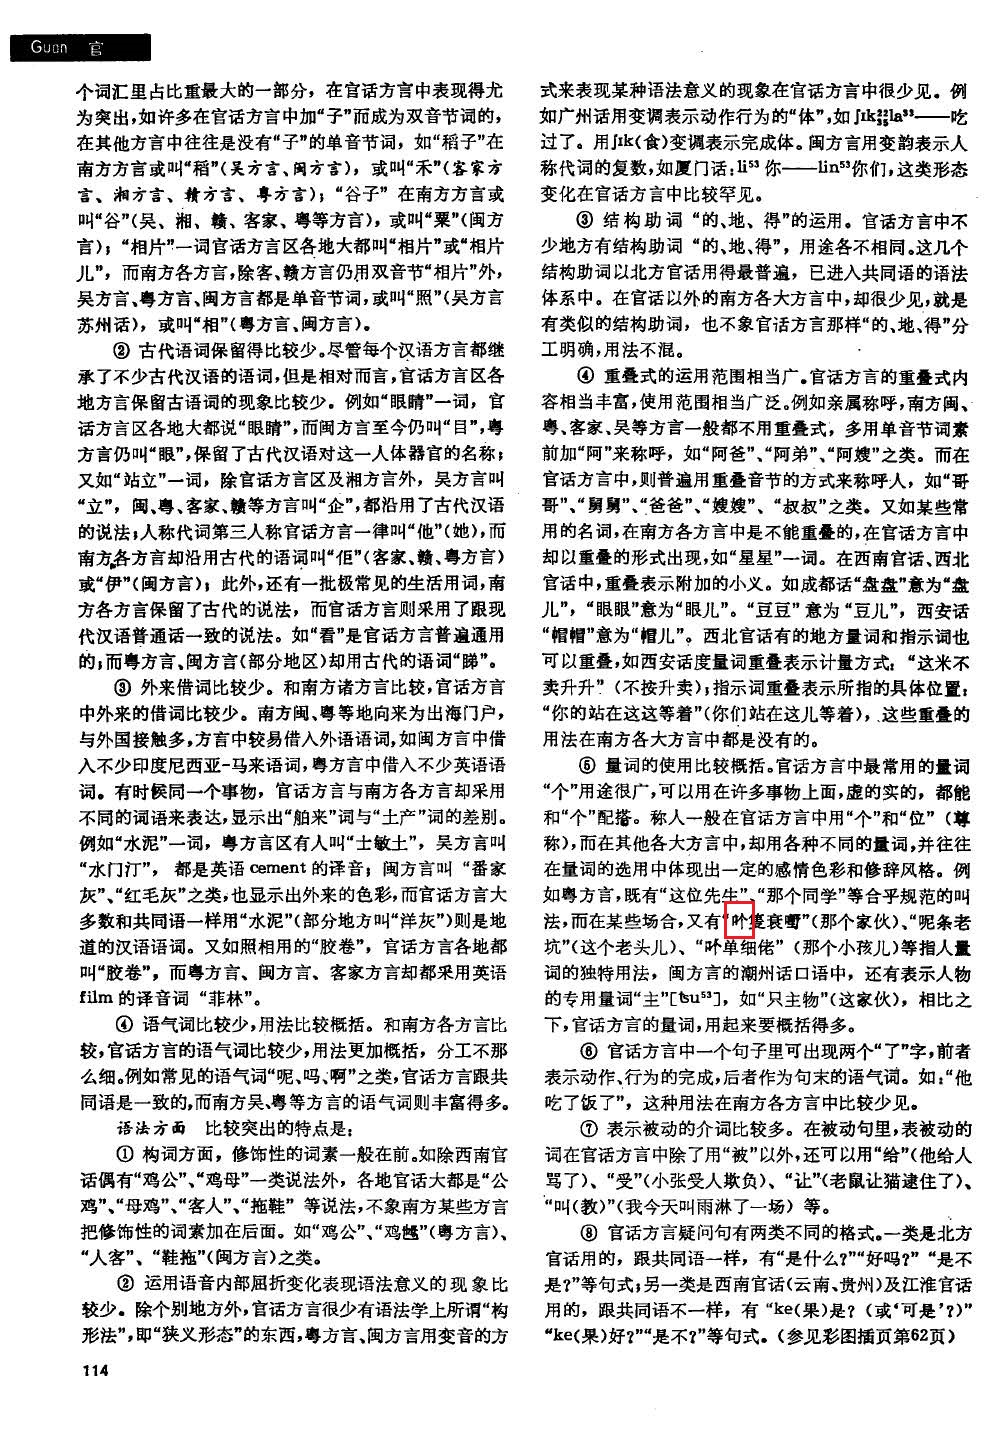 Guan 官
个词汇里占比重最大的一部分，在官话方言中表现得尤
为突出，如许多在官话方言中加“子”而成为双音节词的，
在其他方言中往往是没有“子”的单音节词，如“稻子”在
南方方言或叫“稻”（吴方言、闽方言），或叫“禾”（客家方
言、湘方言、赣方言、粤方言）；“谷子”在南方方言或
叫“谷”（吴、湘、赣、客家、粤等方言），或叫“粟”（闽方
言）；“相片”一词官话方言区各地大都叫“相片”或“相片
儿”，而南方各方言，除客、赣方言仍用双音节“相片”外，
吴方言、粤方言、闽方言都是单音节词，或叫“照”（吴方言
苏州话），或叫“相”（粤方言、闽方言）。
② 古代语词保留得比较少。尽管每个汉语方言都继
承了不少古代汉语的语词，但是相对而言，官话方言区各
地方言保留古语词的现象比较少。例如“眼睛”一词，官
话方言区各地大都说“眼睛”，而闽方言至今仍叫“目”，粤
方言仍叫“眼”，保留了古代汉语对这一人体器官的名称；
又如“站立”一词，除官话方言区及湘方言外，吴方言叫
“立”，闽、粤、客家、赣等方言叫“企”，都沿用了古代汉语
的说法；人称代词第三人称官话方言一律叫“他”（她），而
南方各方言却沿用古代的语词叫“佢”（客家、赣、粤方言）
或“伊”（闽方言）；此外，还有一批极常见的生活用词，南
方各方言保留了古代的说法，而官话方言则采用了跟现
代汉语普通话一致的说法。如“看”是官话方言普遍通用
的；而粤方言、闽方言（部分地区）却用古代的语词“睇”。
③ 外来借词比较少。和南方诸方言比较，官话方言
中外来的借词比较少。南方闽、粤等地向来为出海门户，
与外国接触多，方言中较易借入外语语词，如闽方言中借
入不少印度尼西亚-马来语词，粤方言中借入不少英语语
词。有时候同一个事物，官话方言与南方各方言却采用
不同的词语来表达，显示出“舶来”词与“土产”词的差别。
例如“水泥”一词，粤方言区有人叫“士敏土”，吴方言叫
“水门汀”，都是英语 cement 的译音；闽方言叫“番家
灰”、“红毛灰”之类，也显示出外来的色彩，而官话方言大
多数和共同语一样用“水泥”（部分地方叫“洋灰”）则是地
道的汉语语词。又如照相用的“胶卷”，官话方言各地都
叫“胶卷”，而粤方言、闽方言、客家方言却都采用英语
film 的译音词“菲林”。
④ 语气词比较少，用法比较概括。和南方各方言比
较，官话方言的语气词比较少，用法更加概括，分工不那
么细。例如常见的语气词“呢、吗、啊”之类，官话方言跟共
同语是一致的，而南方吴、粤等方言的语气词则丰富得多。
语法方面 比较突出的特点是：
① 构词方面，修饰性的词素一般在前。如除西南官
话偶有“鸡公”、“鸡母”一类说法外，各地官话大都是“公
鸡”、“母鸡”、“客人”、“拖鞋”等说法，不象南方某些方言
把修饰性的词素加在后面。如“鸡公”、“鸡乸”（粤方言）、
“人客”、“鞋拖”（闽方言）之类。
② 运用语音内部屈折变化表现语法意义的现象比
较少。除个别地方外，官话方言很少有语法学上所谓“构
形法”，即“狭义形态”的东西，粤方言、闽方言用变音的方
114
式来表现某种语法意义的现象在官话方言中很少见。例
如广州话用变调表示动作行为的“体”，如 ——吃
过了。用ʃɪk（食）变调表示完成体。闽方言用变韵表示人
称代词的复数，如厦门话：li⁵³ 你——lin⁵³你们，这类形态
变化在官话方言中比较罕见。
③ 结构助词“的、地、得”的运用。官话方言中不
少地方有结构助词“的、地、得”，用途各不相同。这几个
结构助词以北方官话用得最普遍，已进入共同语的语法
体系中。在官话以外的南方各大方言中，却很少见，就是
有类似的结构助词，也不象官话方言那样“的、地、得”分
工明确，用法不混。
④ 重叠式的运用范围相当广。官话方言的重叠式内
容相当丰富，使用范围相当广泛。例如亲属称呼，南方闽、
粤、客家、吴等方言一般都不用重叠式，多用单音节词素
前加“阿”来称呼，如“阿爸”、“阿弟”、“阿嫂”之类。而在
官话方言中，则普遍用重叠音节的方式来称呼人，如“哥
哥”、“舅舅”、“爸爸”、“嫂嫂”、“叔叔”之类。又如某些常
用的名词，在南方各方言中是不能重叠的，在官话方言中
却以重叠的形式出现，如“星星”一词。在西南官话、西北
官话中，重叠表示附加的小义。如成都话“盘盘”意为“盘
儿”，“眼眼”意为“眼儿”。“豆豆”意为“豆儿”，西安话
“帽帽”意为“帽儿”。西北官话有的地方量词和指示词也
可以重叠，如西安话度量词重叠表示计量方式：“这米不
卖升升”（不按升卖）；指示词重叠表示所指的具体位置：
“你的站在这这等着”（你们站在这儿等着），这些重叠的
用法在南方各大方言中都是没有的。
⑤ 量词的使用比较概括。官话方言中最常用的量词
“个”用途很广，可以用在许多事物上面，虚的实的，都能
和“个”配搭。称人一般在官话方言中用“个”和“位”（尊
称），而在其他各大方言中，却用各种不同的量词，并往往
在量词的选用中体现出一定的感情色彩和修辞风格。例
如粤方言，既有“这位先生”、“那个同学”等合乎规范的叫
法，而在某些场合，又有“吤篼衰嘢”（那个家伙）、“呢条老
坑”（这个老头儿）、“吤单细佬”（那个小孩儿）等指人量
词的独特用法，闽方言的潮州话口语中，还有表示人物
的专用量词“主”[tsu⁵³]，如“只主物”（这家伙），相比之
下，官话方言的量词，用起来要概括得多。
⑥ 官话方言中一个句子里可出现两个“了”字，前者
表示动作、行为的完成，后者作为句末的语气词。如：“他
吃了饭了”，这种用法在南方各方言中比较少见。
⑦ 表示被动的介词比较多。在被动句里，表被动的
词在官话方言中除了用“被”以外，还可以用“给”（他给人
骂了）、“受”（小张受人欺负）、“让”（老鼠让猫逮住了）、
“叫（教）”（我今天叫雨淋了一场）等。
⑧ 官话方言疑问句有两类不同的格式。一类是北方
官话用的，跟共同语一样，有“是什么？”“好吗？”“是不
是？”等句式；另一类是西南官话（云南、贵州）及江淮官话
用的，跟共同语不一样，有“ke（果）是？（或‘可是’？）”
“ke（果）好？”“是不？”等句式。（参见彩图插页第62页）